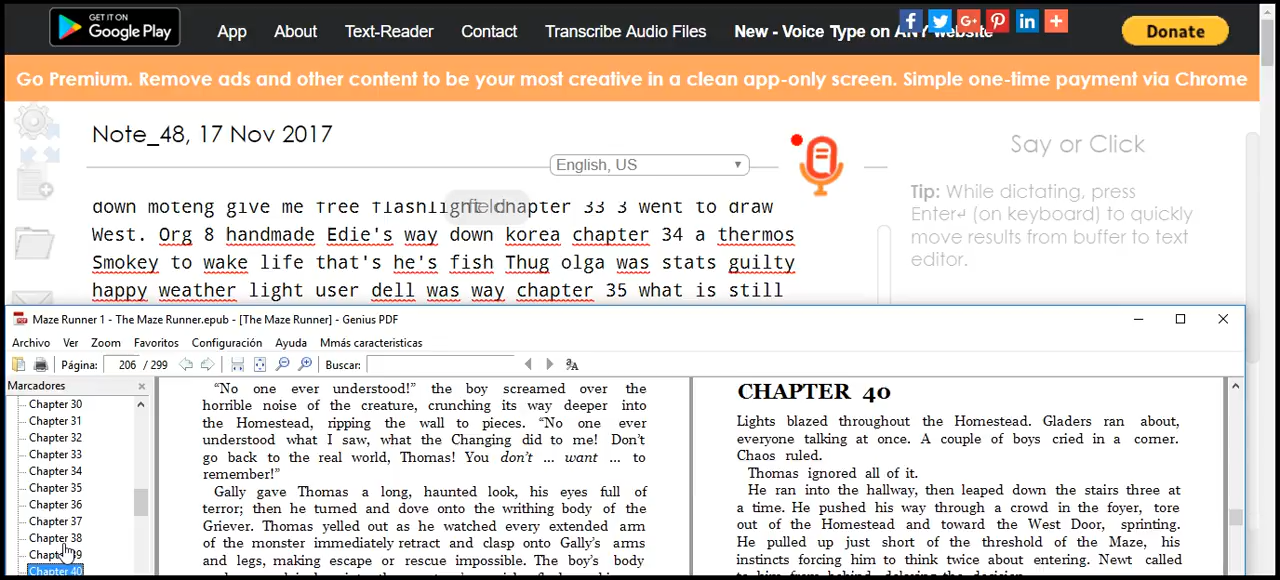 GET IT ON
Google Play
App
About
Text-Reader
Contact
Transcribe Audio Files
New - Voice Type on ANY website
Donate
Go Premium. Remove ads and other content to be your most creative in a clean app-only screen. Simple one-time payment via Chrome
Note_48, 17 Nov 2017
English, US
Say or Click
Tip: While dictating, press
Enter↵ (on keyboard) to quickly
move results from buffer to text
editor.
field
down moteng give me free flashlight chapter 33 3 went to draw
West. Org 8 handmade Edie's way down korea chapter 34 a thermos
Smokey to wake life that's he's fish Thug olga was stats guilty
happy weather light user dell was way chapter 35 what is still
Maze Runner 1 - The Maze Runner.epub - [The Maze Runner] - Genius PDF
Archivo Ver Zoom Favoritos Configuración Ayuda Mmás características
Página: 206 / 299 Buscar:
Marcadores
Chapter 30
Chapter 31
Chapter 32
Chapter 33
Chapter 34
Chapter 35
Chapter 36
Chapter 37
Chapter 38
Chapter 39
Chapter 40
“No one ever understood!” the boy screamed over the
horrible noise of the creature, crunching its way deeper into
the Homestead, ripping the wall to pieces. “No one ever
understood what I saw, what the Changing did to me! Don’t
go back to the real world, Thomas! You don’t ... want ... to
remember!”
Gally gave Thomas a long, haunted look, his eyes full of
terror; then he turned and dove onto the writhing body of the
Griever. Thomas yelled out as he watched every extended arm
of the monster immediately retract and clasp onto Gally’s arms
and legs, making escape or rescue impossible. The boy’s body
CHAPTER 40
Lights blazed throughout the Homestead. Gladers ran about,
everyone talking at once. A couple of boys cried in a corner.
Chaos ruled.
Thomas ignored all of it.
He ran into the hallway, then leaped down the stairs three at
a time. He pushed his way through a crowd in the foyer, tore
out of the Homestead and toward the West Door, sprinting.
He pulled up just short of the threshold of the Maze, his
instincts forcing him to think twice about entering. Newt called
to him from behind, delaying the decision.